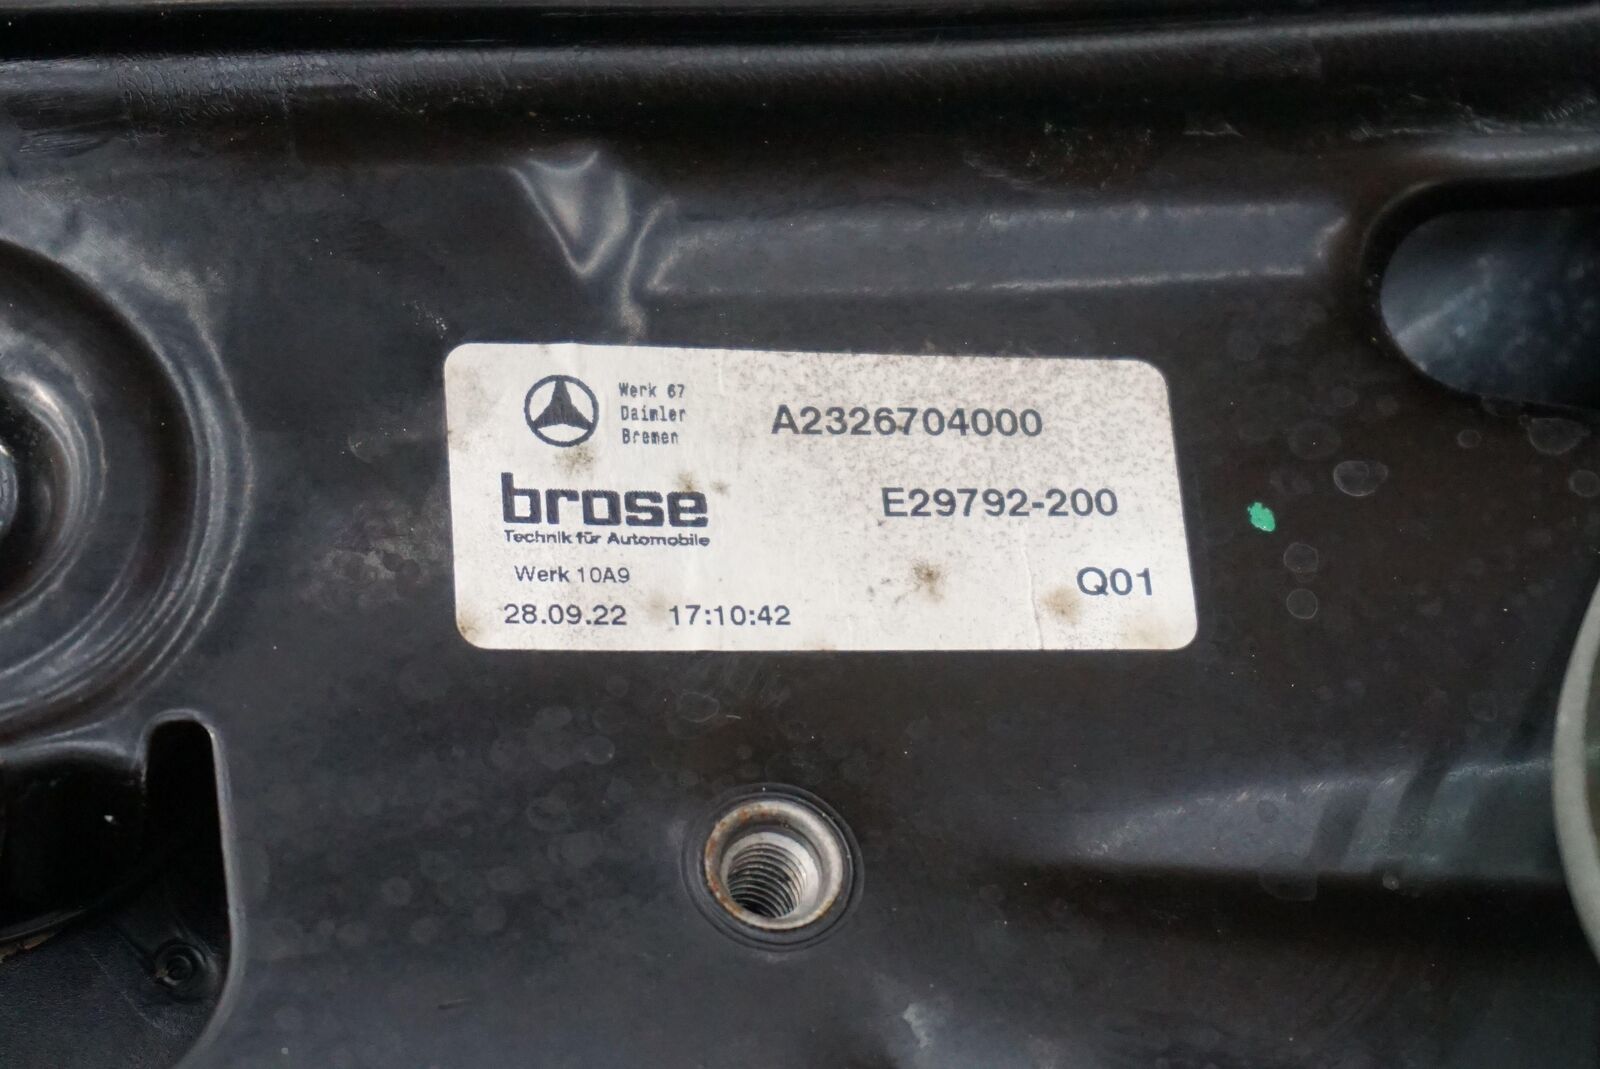 Werk 67
Daimler
Bremen
A2326704000
brose
Technik für Automobile
E29792-200
Werk 10A9
Q01
28.09.22 17:10:42